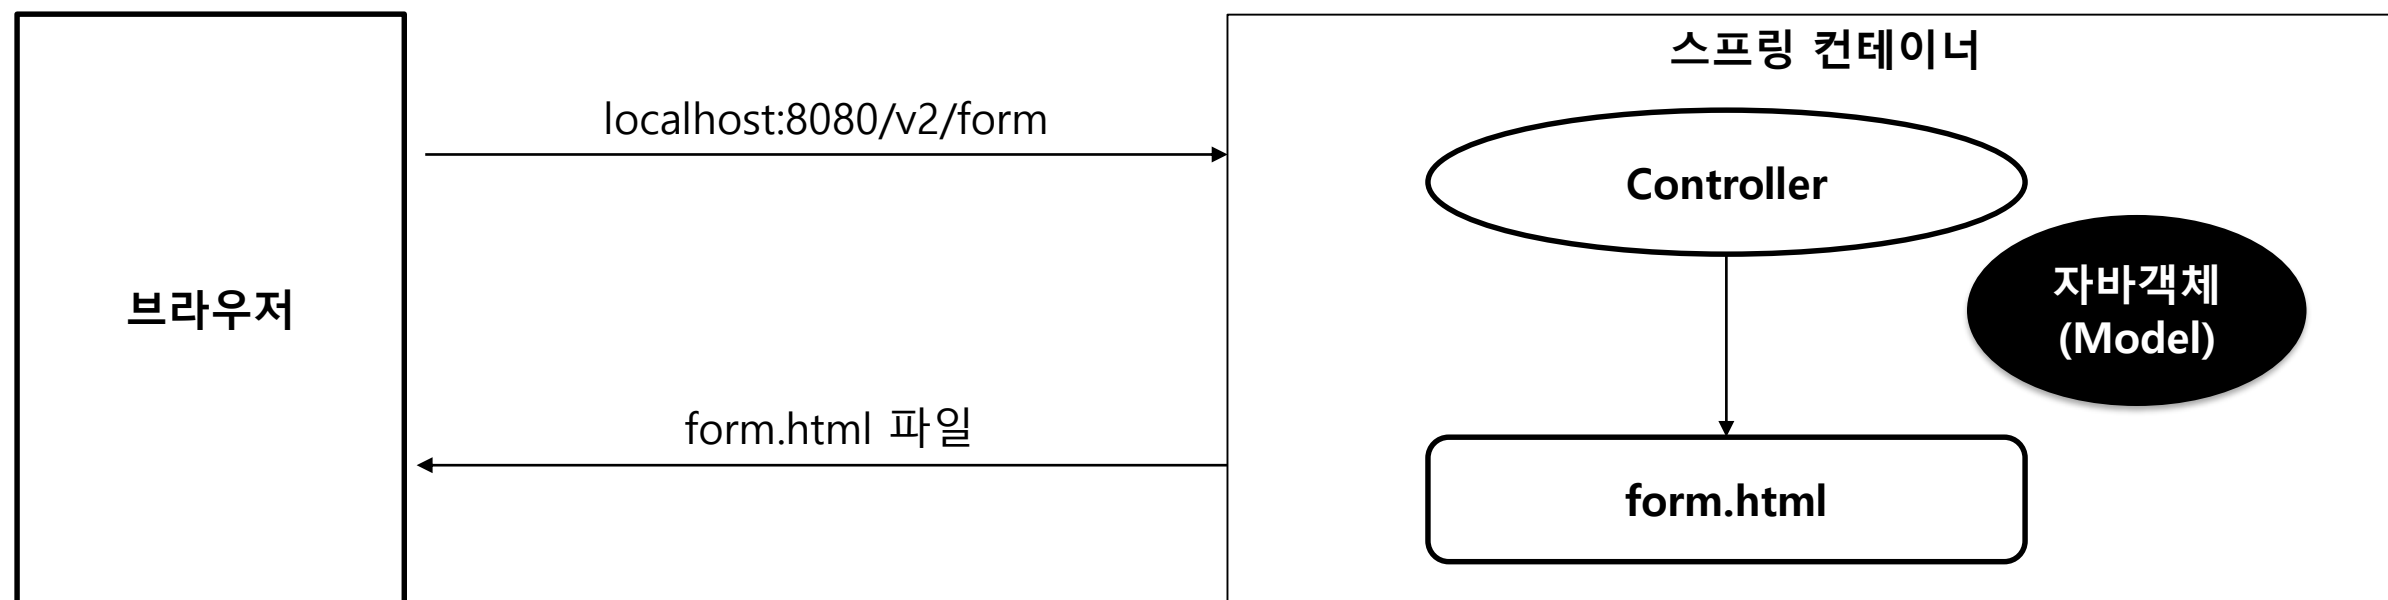 스프링 컨테이너
localhost:8080/v2/form
Controller
자바객체
(Model)
브라우저
form.html 파일
form.html